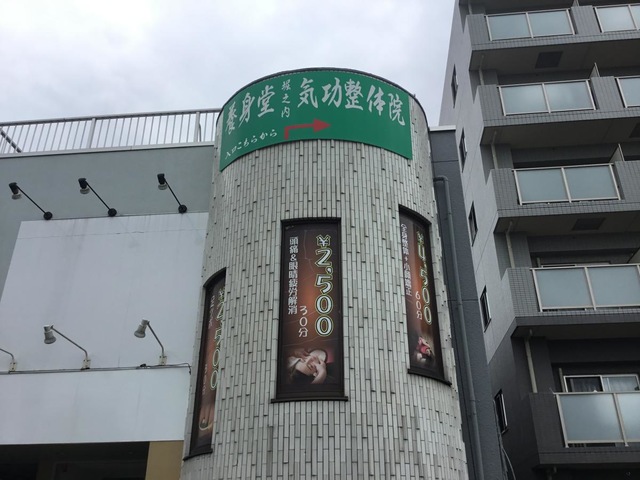 養身堂 堀之内 気功整体院
入口こちらから
¥2,500
頭痛&眼睛疲労解消
30分
¥4,500
60分